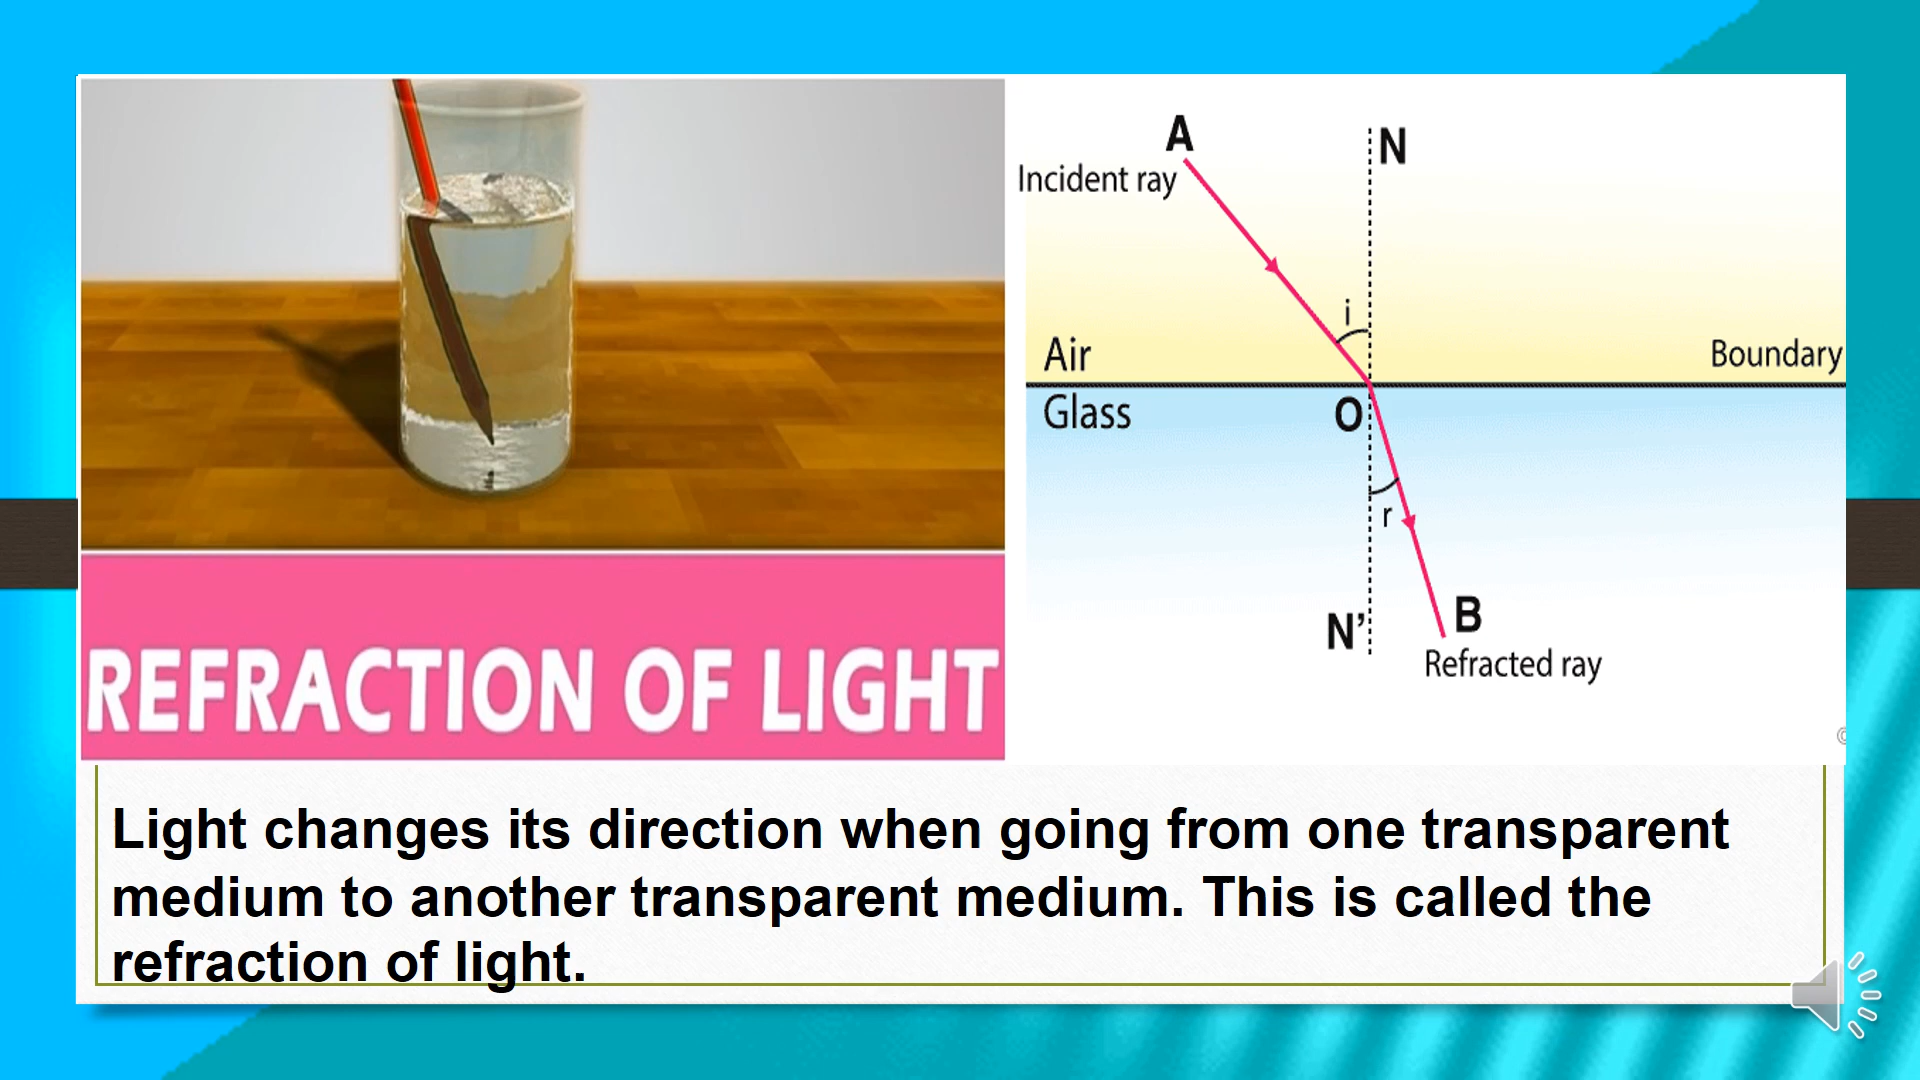 A
N
Incident ray
i
Air
Boundary
Glass
O
r
N’
B
Refracted ray
REFRACTION OF LIGHT
Light changes its direction when going from one transparent
medium to another transparent medium. This is called the
refraction of light.